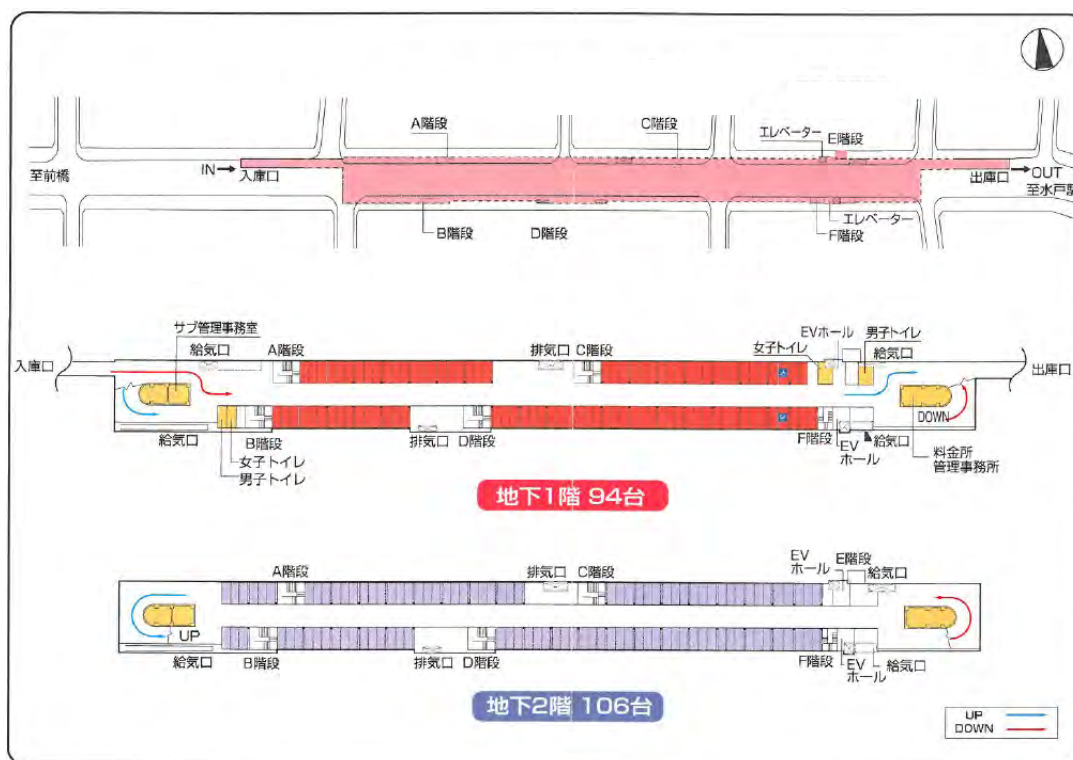 A階段
C階段
エレベーター
E階段
至前橋
IN
入庫口
出庫口
OUT
エレベーター
B階段
D階段
F階段
サブ管理事務室
給気口
A階段
排気口
C階段
女子トイレ
EVホール
男子トイレ
給気口
入庫口
出庫口
DOWN
給気口
B階段
排気口
D階段
F階段
EV
ホール
給気口
女子トイレ
男子トイレ
料金所
管理事務所
地下1階 94台
A階段
排気口
C階段
EV
ホール
E階段
給気口
UP
給気口
B階段
排気口
D階段
F階段
EV
ホール
給気口
地下2階 106台
UP
DOWN